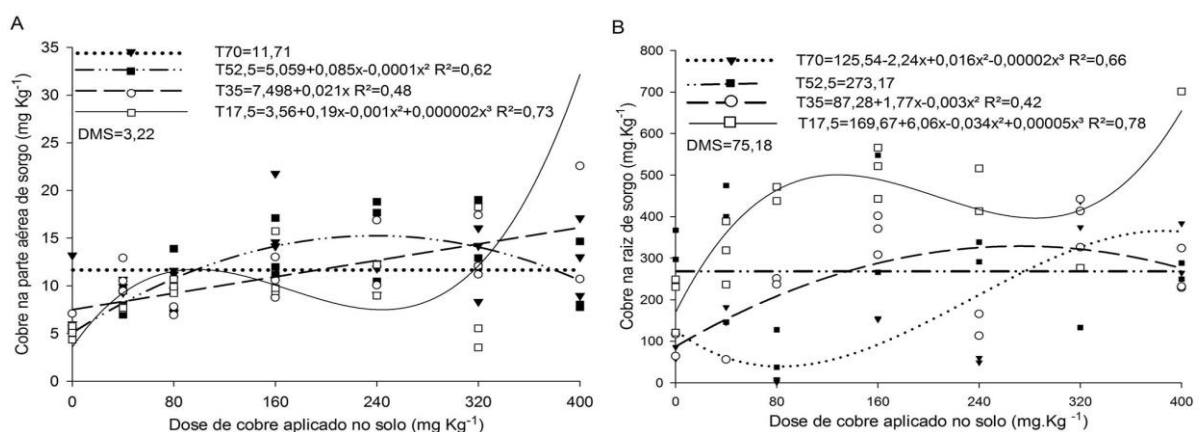 A
T70=11,71
T52,5=5,059+0,085x-0,0001x² R²=0,62
T35=7,498+0,021x R²=0,48
T17,5=3,56+0,19x-0,001x²+0,000002x³ R²=0,73
DMS=3,22
Cobre na parte aérea de sorgo (mg Kg⁻¹)
35
30
25
20
15
10
5
0
0 80 160 240 320 400
Dose de cobre aplicado no solo (mg Kg⁻¹)
B
T70=125,54-2,24x+0,016x²-0,00002x³ R²=0,66
T52,5=273,17
T35=87,28+1,77x-0,003x² R²=0,42
T17,5=169,67+6,06x-0,034x²+0,00005x³ R²=0,78
DMS=75,18
Cobre na raiz de sorgo (mg.Kg⁻¹)
800
700
600
500
400
300
200
100
0
0 80 160 240 320 400
Dose de cobre aplicado no solo (mg.Kg⁻¹)